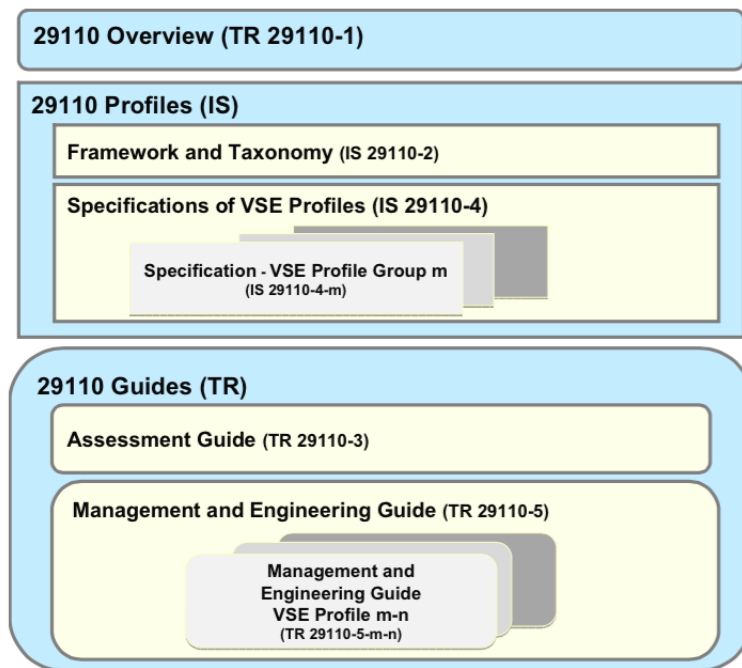 29110 Overview (TR 29110-1)
29110 Profiles (IS)
Framework and Taxonomy (IS 29110-2)
Specifications of VSE Profiles (IS 29110-4)
Specification - VSE Profile Group m
(IS 29110-4-m)
29110 Guides (TR)
Assessment Guide (TR 29110-3)
Management and Engineering Guide (TR 29110-5)
Management and
Engineering Guide
VSE Profile m-n
(TR 29110-5-m-n)